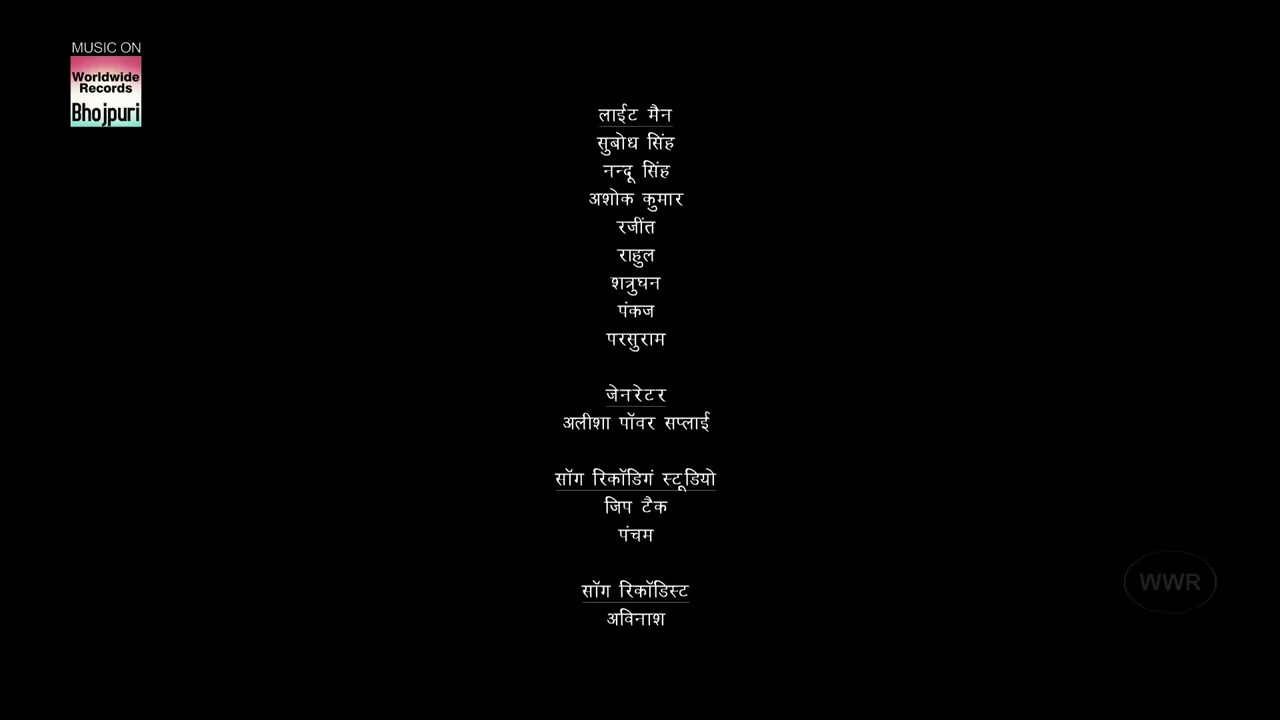 MUSIC ON
Worldwide
Records
Bhojpuri
लाईट मैन
सुबोध सिंह
नन्दू सिंह
अशोक कुमार
रजींत
राहुल
शत्रुघन
पंकज
परसुराम
जेनरेटर
अलीशा पॉवर सप्लाई
सॉग रिकॉडिगं स्टूडियो
जिप टैक
पंचम
सॉग रिकॉडिस्ट
अविनाश
WWR